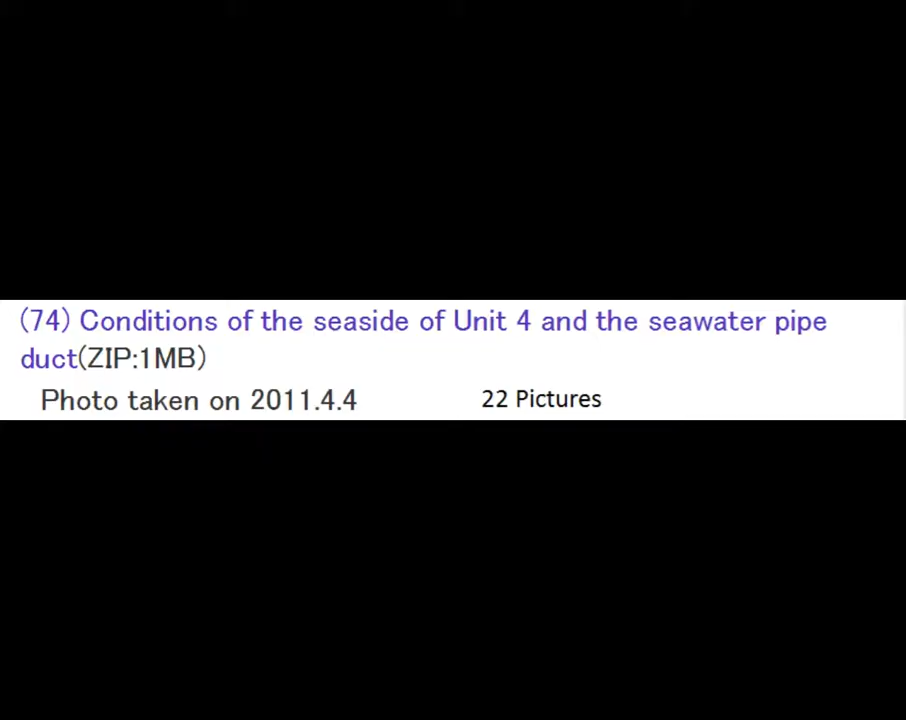 (74) Conditions of the seaside of Unit 4 and the seawater pipe
duct(ZIP:1MB)
Photo taken on 2011.4.4 22 Pictures